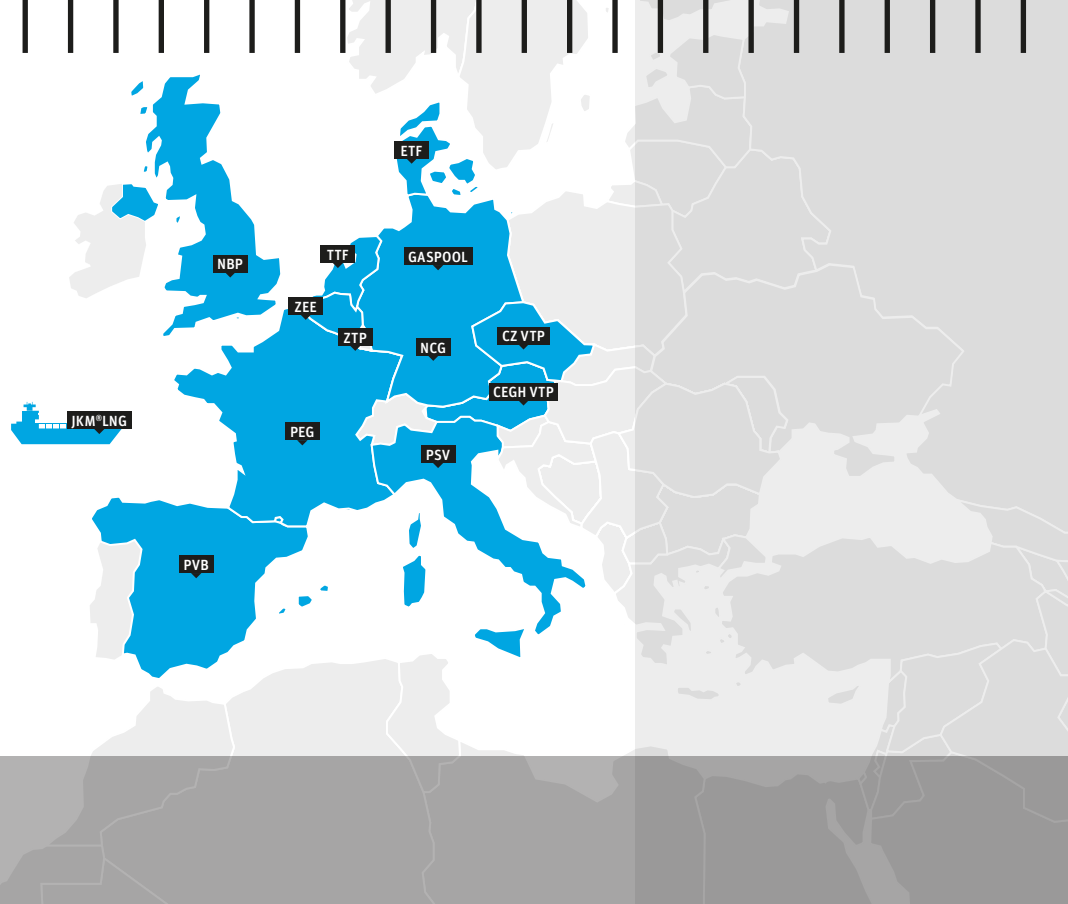 ETF
TTF
GASPOOL
NBP
ZEE
ZTP
NCG
CZ VTP
CEGH VTP
JKM®LNG
PEG
PSV
PVB